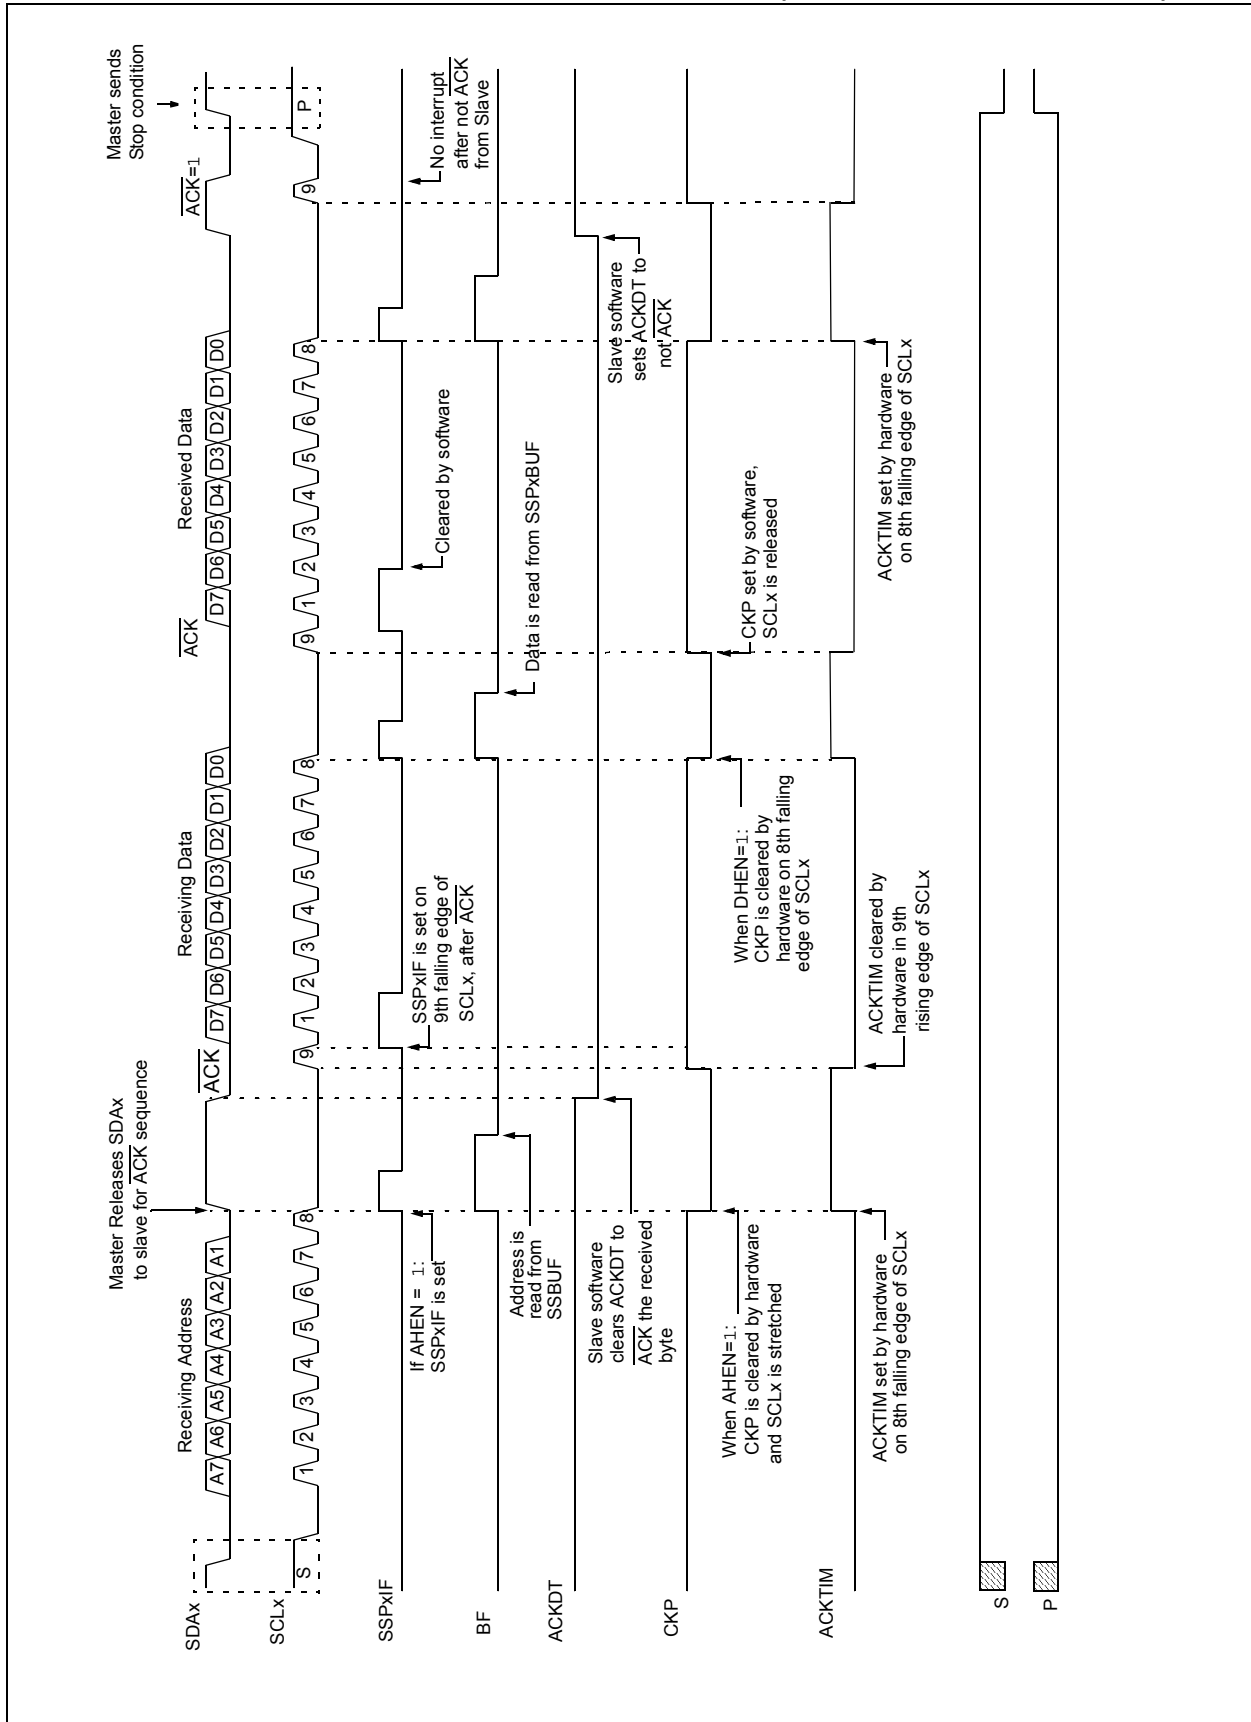 Master Releases SDAx
to slave for ACK sequence
Master sends
Stop condition
Receiving Address
Receiving Data
Received Data
ACK
ACK
ACK=1
SDAx
A7 A6 A5 A4 A3 A2 A1
D7 D6 D5 D4 D3 D2 D1 D0
D7 D6 D5 D4 D3 D2 D1 D0
SCLx
S
1 2 3 4 5 6 7 8 9
1 2 3 4 5 6 7 8 9
1 2 3 4 5 6 7 8 9
P
SSPxIF
If AHEN = 1:
SSPxIF is set
SSPxIF is set on
9th falling edge of
SCLx, after ACK
Cleared by software
No interrupt
after not ACK
from Slave
BF
Address is
read from
SSBUF
Data is read from SSPxBUF
ACKDT
Slave software
clears ACKDT to
ACK the received
byte
Slave software
sets ACKDT to
not ACK
CKP
When AHEN=1:
CKP is cleared by hardware
and SCLx is stretched
When DHEN=1:
CKP is cleared by
hardware on 8th falling
edge of SCLx
CKP set by software,
SCLx is released
ACKTIM
ACKTIM set by hardware
on 8th falling edge of SCLx
ACKTIM cleared by
hardware in 9th
rising edge of SCLx
ACKTIM set by hardware
on 8th falling edge of SCLx
S
P